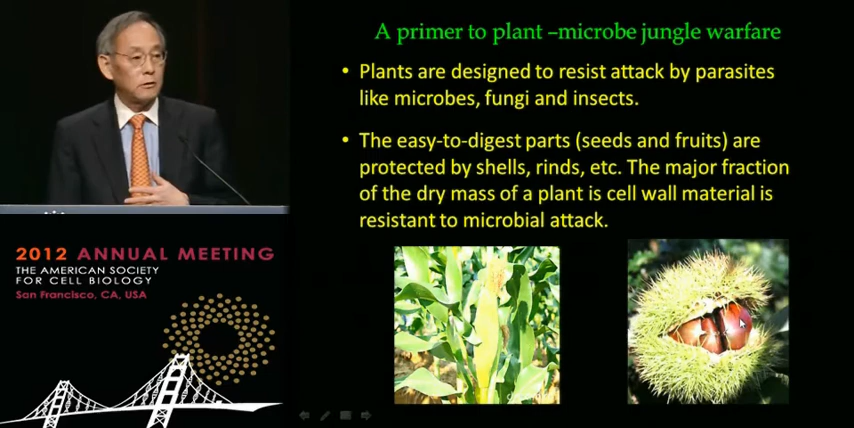 A primer to plant –microbe jungle warfare
• Plants are designed to resist attack by parasites
like microbes, fungi and insects.
• The easy-to-digest parts (seeds and fruits) are
protected by shells, rinds, etc. The major fraction
of the dry mass of a plant is cell wall material is
resistant to microbial attack.
2012 ANNUAL MEETING
THE AMERICAN SOCIETY
FOR CELL BIOLOGY
San Francisco, CA, USA